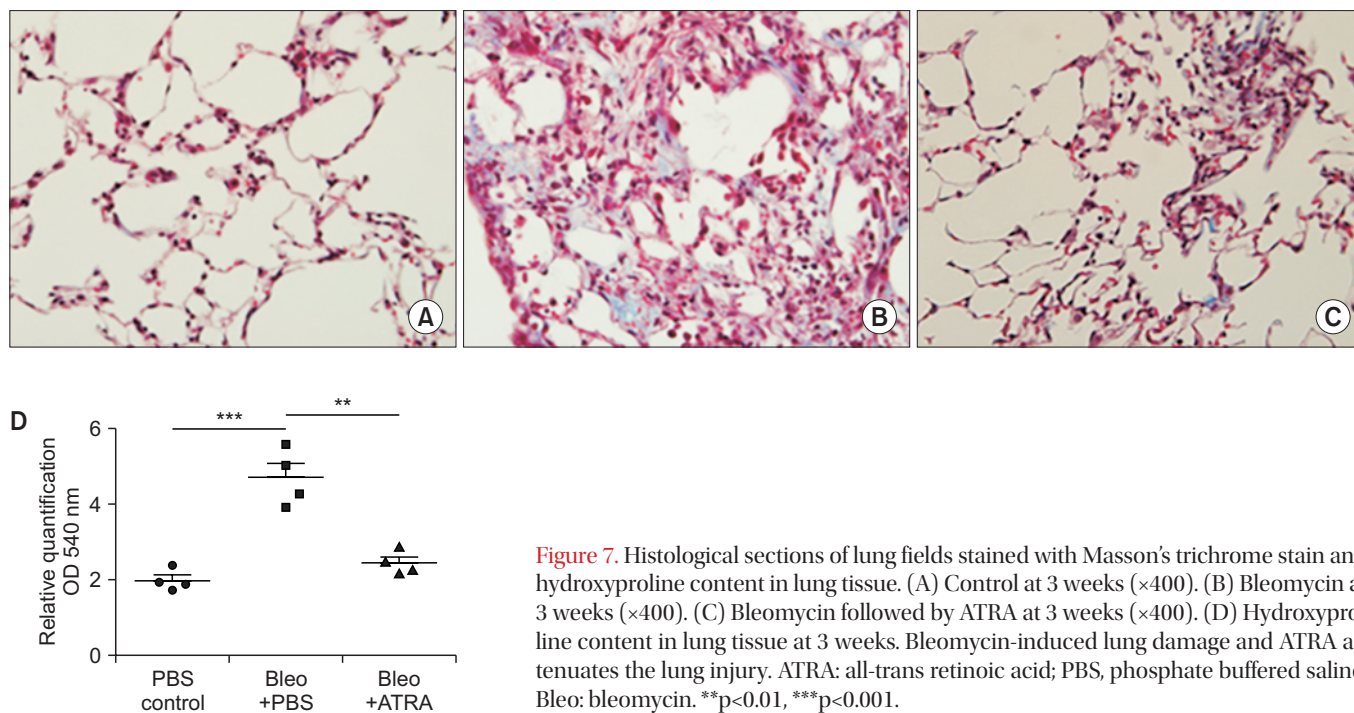 A
B
C
D
Relative quantification
OD 540 nm
6
4
2
0
***
**
PBS
control
Bleo
+PBS
Bleo
+ATRA
Figure 7. Histological sections of lung fields stained with Masson's trichrome stain an
hydroxyproline content in lung tissue. (A) Control at 3 weeks (×400). (B) Bleomycin a
3 weeks (×400). (C) Bleomycin followed by ATRA at 3 weeks (×400). (D) Hydroxypro
line content in lung tissue at 3 weeks. Bleomycin-induced lung damage and ATRA a
tenuates the lung injury. ATRA: all-trans retinoic acid; PBS, phosphate buffered salin
Bleo: bleomycin. **p<0.01, ***p<0.001.